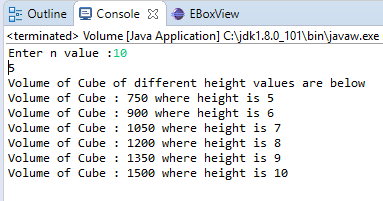 Outline Console EBoxView
<terminated> Volume [Java Application] C:\jdk1.8.0_101\bin\javaw.exe
Enter n value :10
5
Volume of Cube of different height values are below
Volume of Cube : 750 where height is 5
Volume of Cube : 900 where height is 6
Volume of Cube : 1050 where height is 7
Volume of Cube : 1200 where height is 8
Volume of Cube : 1350 where height is 9
Volume of Cube : 1500 where height is 10